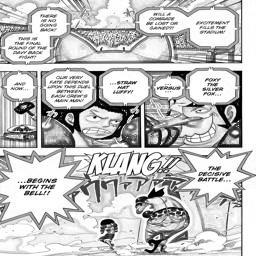 THERE
IS NO
GOING
BACK!
THIS IS THE
FINAL
ROUND OF THE
DAVY BACK
FIGHT!
WILL A
COMRADE
BE LOST OR
GAINED?!
EXCITEMENT
FILLS THE
STADIUM!
AND
NOW...
OUR VERY
FATE DEPENDS
UPON THIS DUEL
BETWEEN
EACH CREW'S
MAIN MAN!
...STRAW
HAT
LUFFY!
VERSUS...
FOXY
THE
SILVER
FOX...
KLANG!!
THE
DECISIVE
BATTLE...
...BEGINS
WITH THE
BELL!!